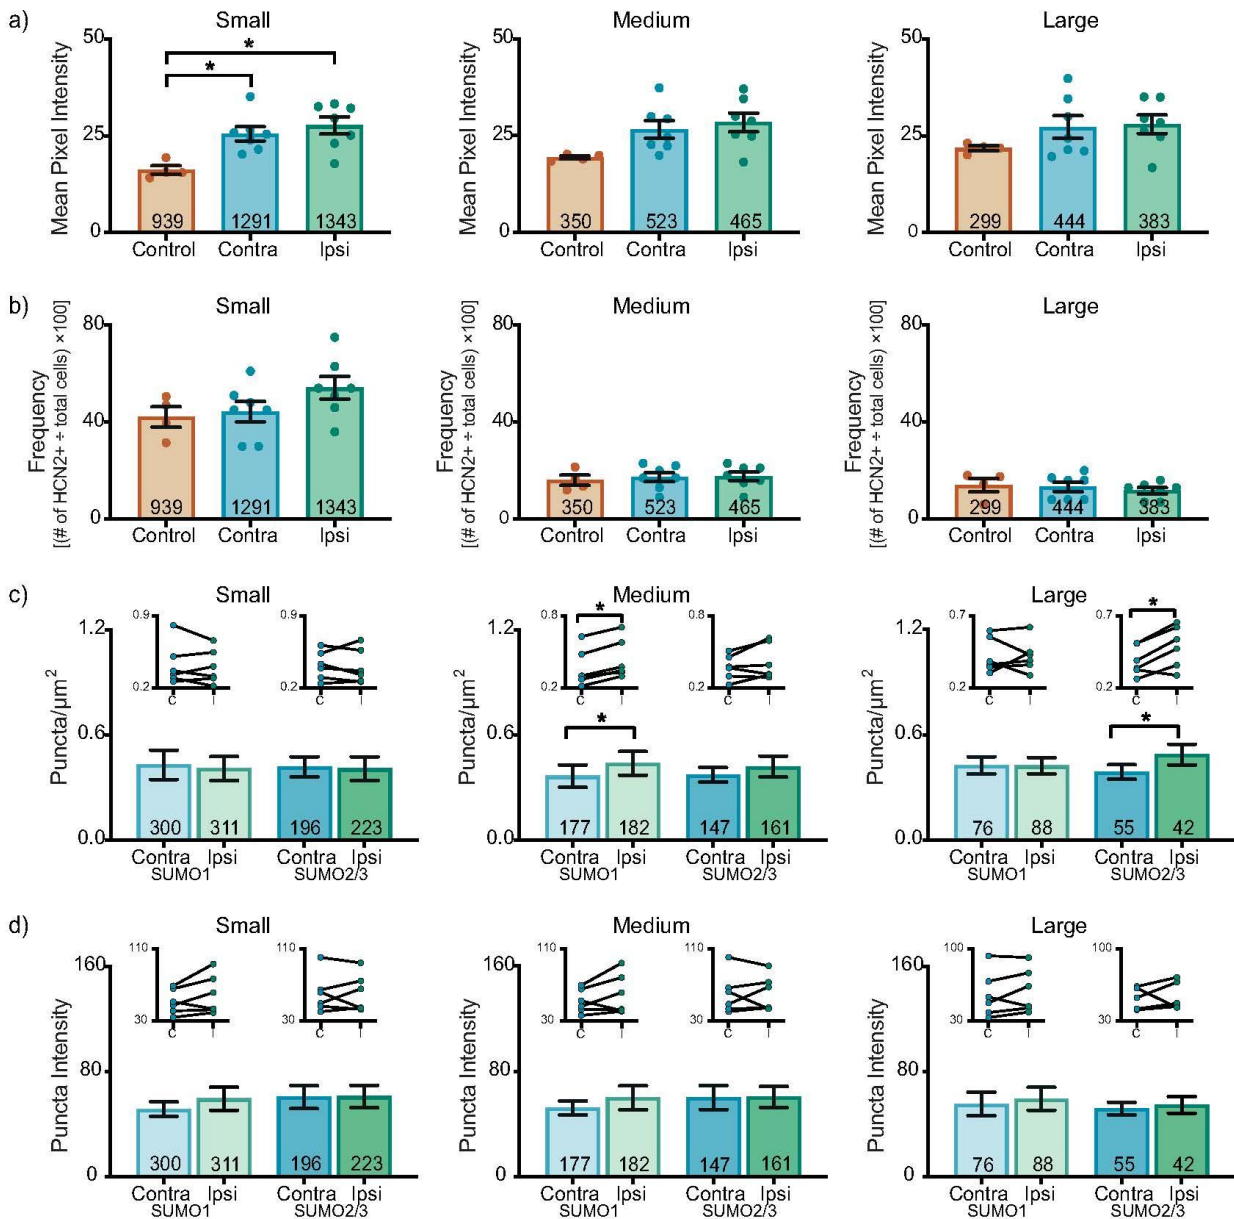 a)
Small
Medium
Large
Mean Pixel Intensity
50
25
0
*
*
939
1291
1343
Control
Contra
Ipsi
Mean Pixel Intensity
50
25
0
350
523
465
Control
Contra
Ipsi
Mean Pixel Intensity
50
25
0
299
444
383
Control
Contra
Ipsi
b)
Small
Medium
Large
Frequency
[(# of HCN2+ ÷ total cells) ×100]
80
40
0
939
1291
1343
Control
Contra
Ipsi
Frequency
[(# of HCN2+ ÷ total cells) ×100]
80
40
0
350
523
465
Control
Contra
Ipsi
Frequency
[(# of HCN2+ ÷ total cells) ×100]
80
40
0
299
444
383
Control
Contra
Ipsi
c)
Small
Medium
Large
Puncta/µm²
1.2
0.6
0.0
0.9
0.2
C I
0.9
0.2
C I
300
311
196
223
Contra Ipsi Contra Ipsi
SUMO1 SUMO2/3
1.2
0.6
0.0
0.8
0.2
*
C I
0.8
0.2
C I
*
177
182
147
161
Contra Ipsi Contra Ipsi
SUMO1 SUMO2/3
1.2
0.6
0.0
0.7
0.2
C I
0.7
0.2
*
C I
*
76
88
55
42
Contra Ipsi Contra Ipsi
SUMO1 SUMO2/3
d)
Small
Medium
Large
Puncta Intensity
160
80
0
110
30
C I
110
30
C I
300
311
196
223
Contra Ipsi Contra Ipsi
SUMO1 SUMO2/3
Puncta Intensity
160
80
0
110
30
C I
110
30
C I
177
182
147
161
Contra Ipsi Contra Ipsi
SUMO1 SUMO2/3
Puncta Intensity
160
80
0
100
30
C I
100
30
C I
76
88
55
42
Contra Ipsi Contra Ipsi
SUMO1 SUMO2/3